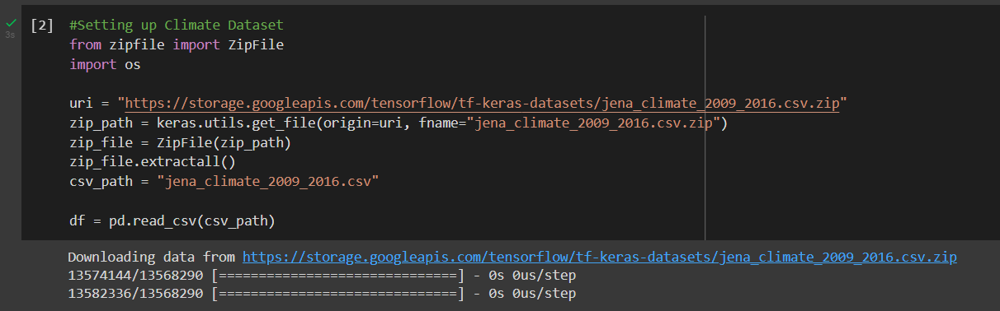 [2] #Setting up Climate Dataset
from zipfile import ZipFile
import os
uri = "https://storage.googleapis.com/tensorflow/tf-keras-datasets/jena_climate_2009_2016.csv.zip"
zip_path = keras.utils.get_file(origin=uri, fname="jena_climate_2009_2016.csv.zip")
zip_file = ZipFile(zip_path)
zip_file.extractall()
csv_path = "jena_climate_2009_2016.csv"
df = pd.read_csv(csv_path)
3s
Downloading data from https://storage.googleapis.com/tensorflow/tf-keras-datasets/jena_climate_2009_2016.csv.zip
13574144/13568290 [==============================] - 0s 0us/step
13582336/13568290 [==============================] - 0s 0us/step